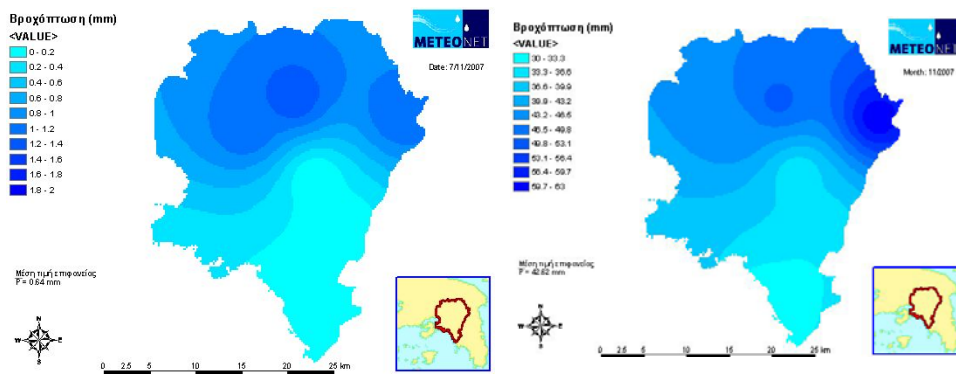 Βροχόπτωση (mm)
<VALUE>
0 - 0.2
0.2 - 0.4
0.4 - 0.6
0.6 - 0.8
0.8 - 1
1 - 1.2
1.2 - 1.4
1.4 - 1.6
1.6 - 1.8
1.8 - 2
METEONET
Date: 7/11/2007
Μέση τιμή επιφανείας
P = 0.64 mm
N
W E
S
0 2.5 5 10 15 20 25 km
Βροχόπτωση (mm)
<VALUE>
30 - 33.3
33.3 - 36.6
36.6 - 39.9
39.9 - 43.2
43.2 - 46.5
46.5 - 49.8
49.8 - 53.1
53.1 - 56.4
56.4 - 59.7
59.7 - 63
METEONET
Month: 11/2007
Μέση τιμή επιφανείας
P = 42.62 mm
N
W E
S
0 2.5 5 10 15 20 25 km